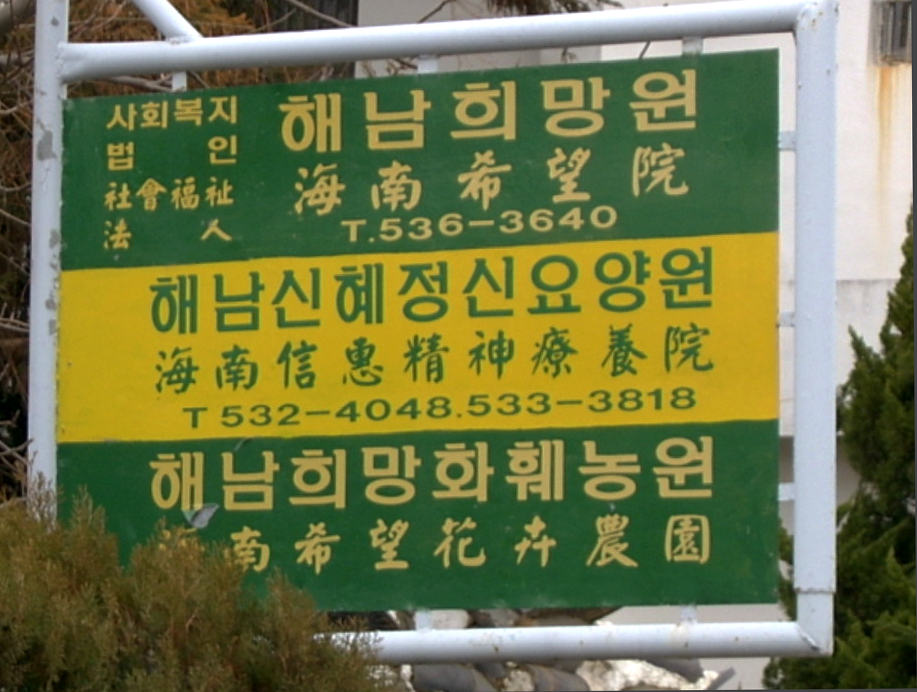 사회복지
법 인
社會福祉
法 人
해남희망원
海南希望院
T.536-3640
해남신혜정신요양원
海南信惠精神療養院
T 532-4048.533-3818
해남희망화훼농원
海南希望花卉農園